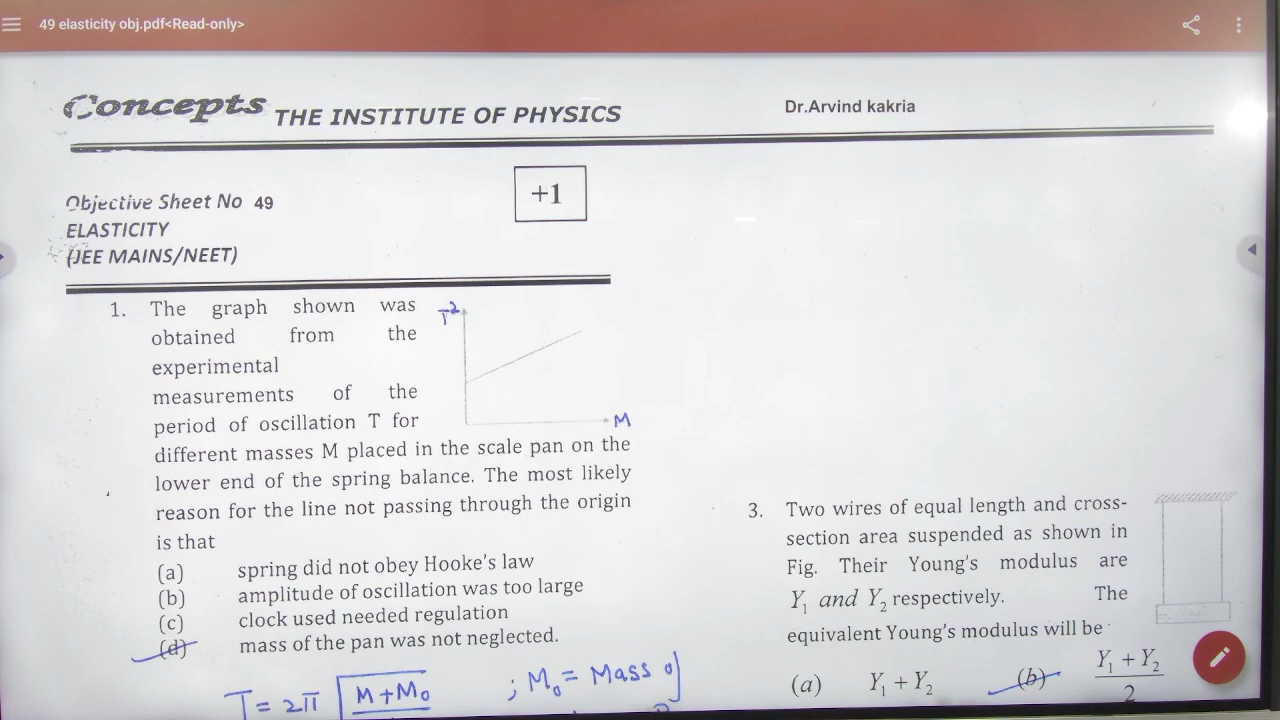 49 elasticity obj.pdf<Read-only>
Concepts THE INSTITUTE OF PHYSICS
Dr.Arvind kakria
Objective Sheet No 49
+1
ELASTICITY
(JEE MAINS/NEET)
1. The graph shown was
obtained from the
experimental
measurements of the
period of oscillation T for
different masses M placed in the scale pan on the
lower end of the spring balance. The most likely
reason for the line not passing through the origin
is that
(a) spring did not obey Hooke's law
(b) amplitude of oscillation was too large
(c) clock used needed regulation
(d) mass of the pan was not neglected.
T²
M
T = 2π √M+M₀ ; M₀ = Mass of
3. Two wires of equal length and cross-
section area suspended as shown in
Fig. Their Young's modulus are
Y₁ and Y₂ respectively. The
equivalent Young's modulus will be
(a) Y₁ + Y₂ (b) Y₁ + Y₂
2